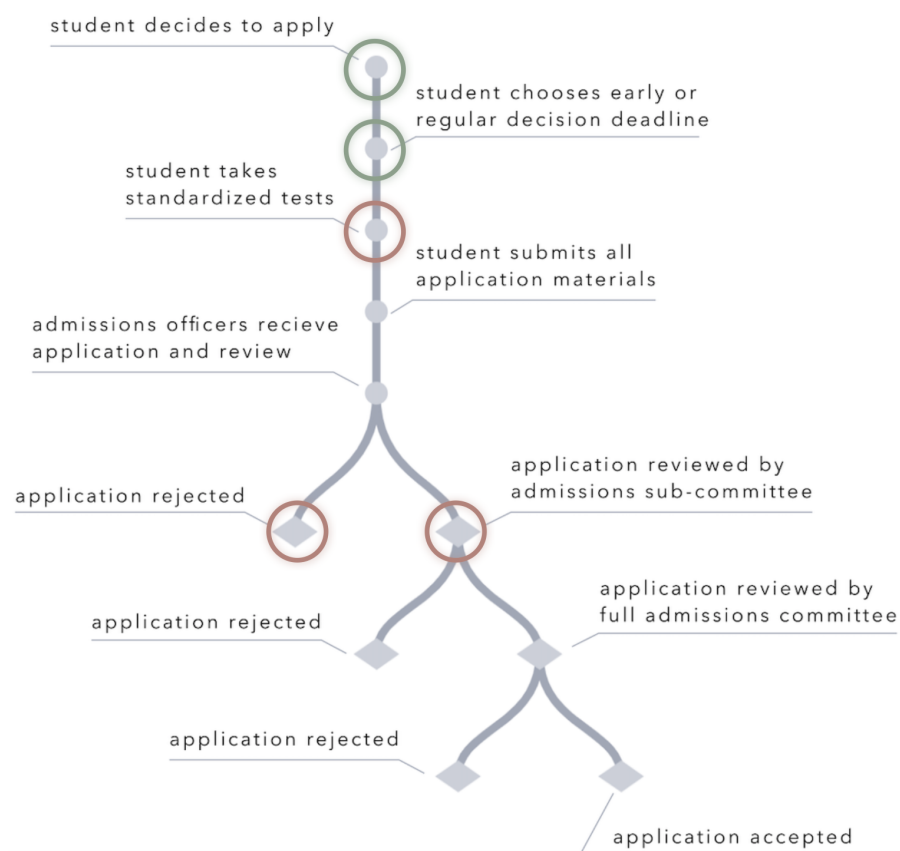 student decides to apply
student chooses early or
regular decision deadline
student takes
standardized tests
student submits all
application materials
admissions officers recieve
application and review
application reviewed by
admissions sub-committee
application rejected
application reviewed by
full admissions committee
application rejected
application rejected
application accepted